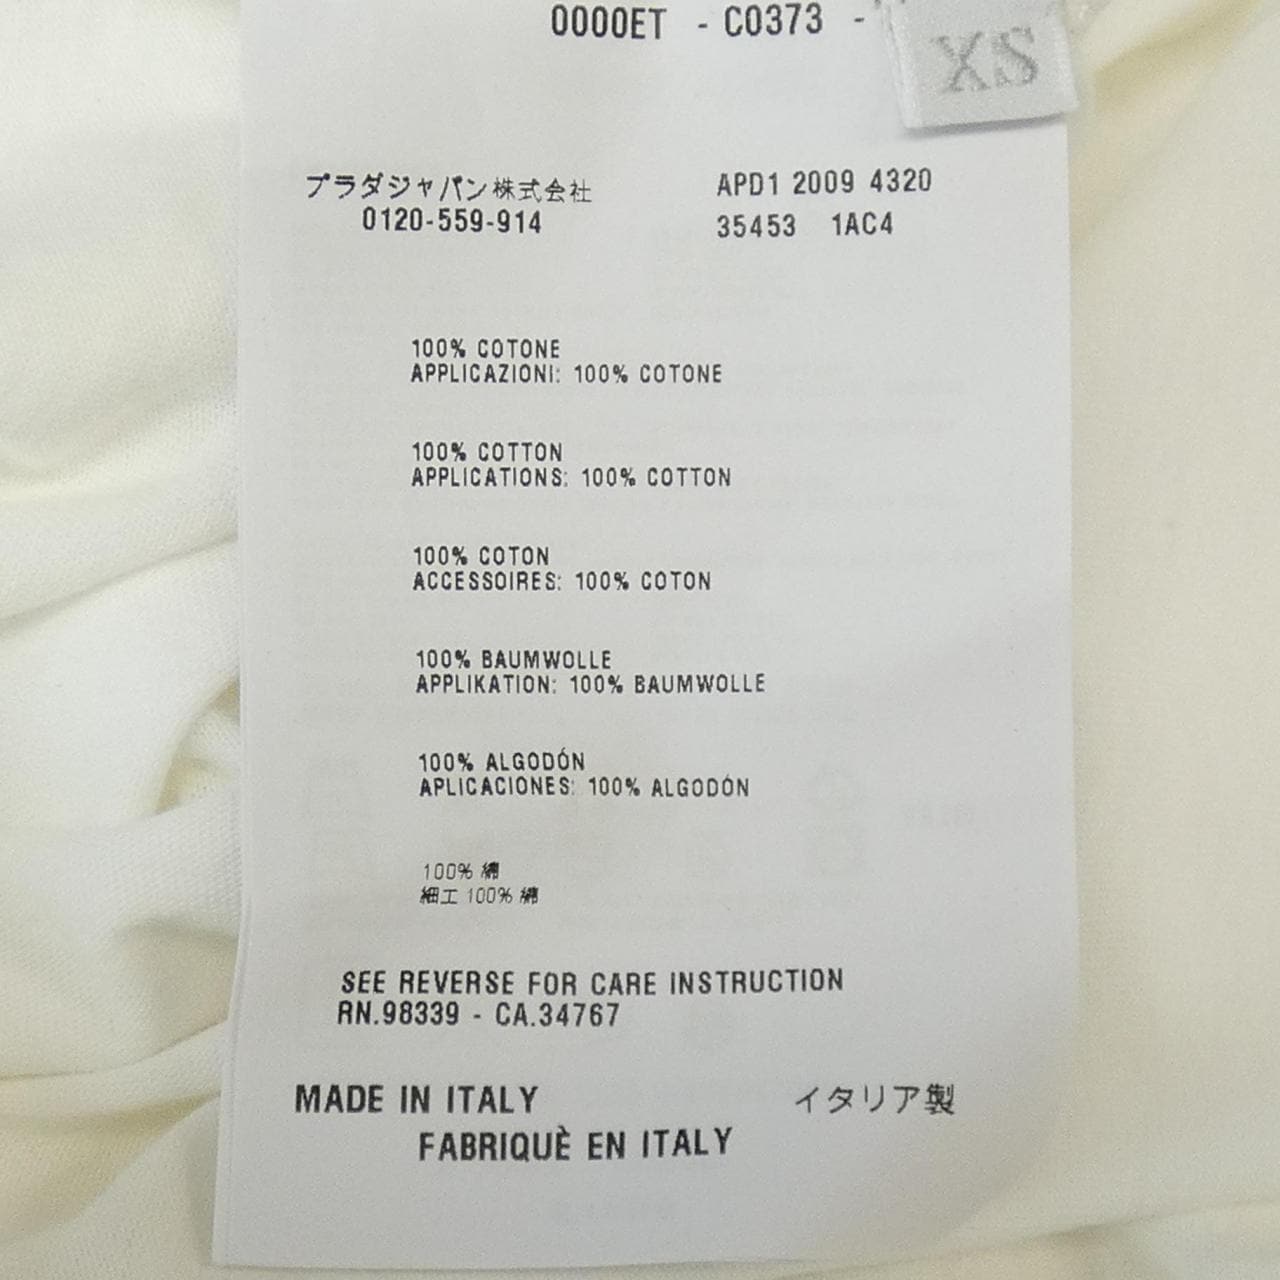 0000ET - C0373 -
XS
プラダジャパン株式会社
0120-559-914
APD1 2009 4320
35453 1AC4
100% COTONE
APPLICAZIONI: 100% COTONE
100% COTTON
APPLICATIONS: 100% COTTON
100% COTON
ACCESSOIRES: 100% COTON
100% BAUMWOLLE
APPLIKATION: 100% BAUMWOLLE
100% ALGODÓN
APLICACIONES: 100% ALGODÓN
100% 綿
細工 100% 綿
SEE REVERSE FOR CARE INSTRUCTION
RN.98339 - CA.34767
MADE IN ITALY
イタリア製
FABRIQUÈ EN ITALY